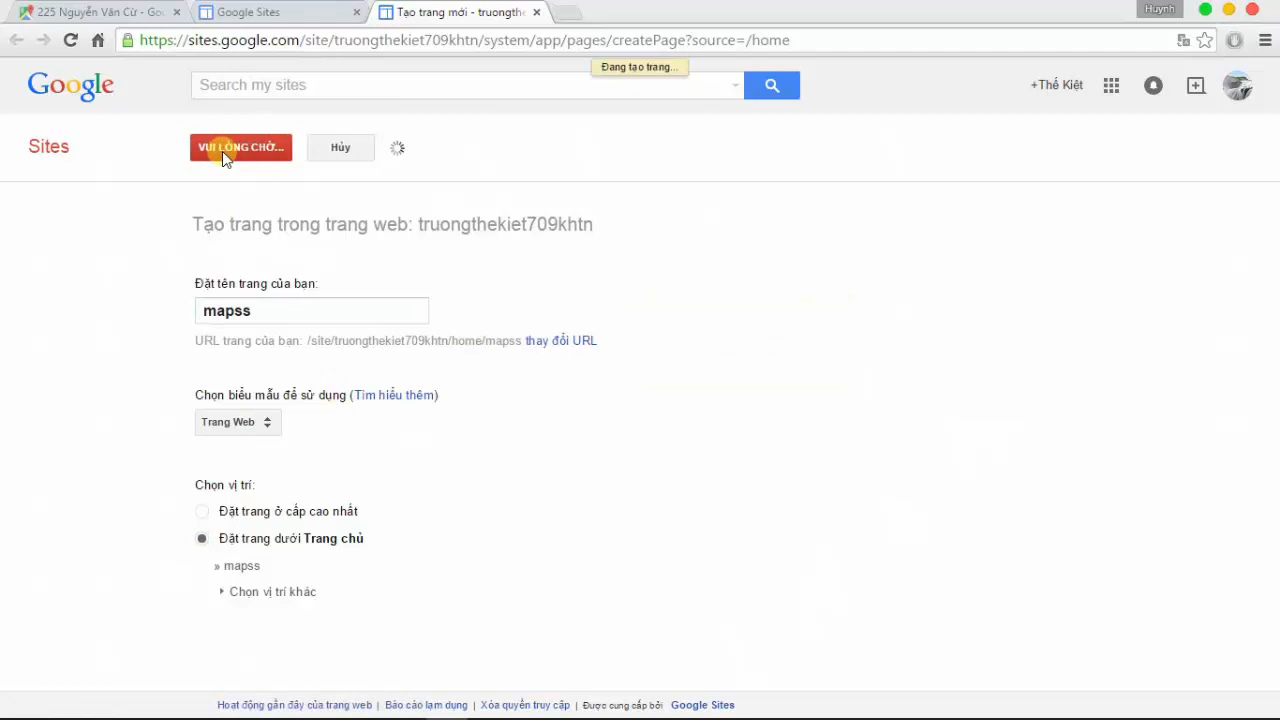 225 Nguyễn Văn Cừ - Go
Google Sites
Tạo trang mới - truongthe
Huynh
https://sites.google.com/site/truongthekiet709khtn/system/app/pages/createPage?source=/home
Đang tạo trang...
Google
Search my sites
+Thế Kiệt
Sites
VUI LÒNG CHỜ...
Hủy
Tạo trang trong trang web: truongthekiet709khtn
Đặt tên trang của bạn:
mapss
URL trang của bạn: /site/truongthekiet709khtn/home/mapss thay đổi URL
Chọn biểu mẫu để sử dụng (Tìm hiểu thêm)
Trang Web
Chọn vị trí:
Đặt trang ở cấp cao nhất
Đặt trang dưới Trang chủ
» mapss
Chọn vị trí khác
Hoạt động gần đây của trang web | Báo cáo lạm dụng | Xóa quyền truy cập | Được cung cấp bởi Google Sites